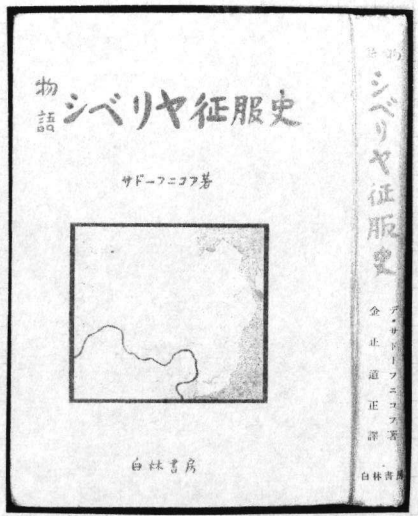 物語 シベリヤ征服史
サドーフニコフ著
白林書房
物語
シベリヤ征服史
デ・サドーフニコフ著
道正譯
白林書房